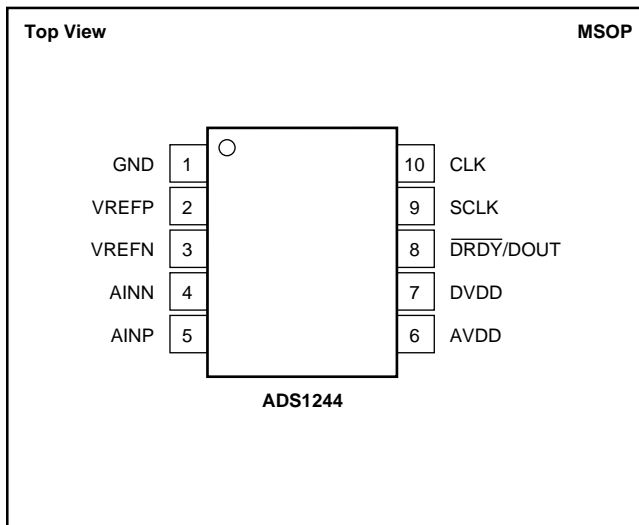 Top View MSOP
GND 1 10 CLK
VREFP 2 9 SCLK
VREFN 3 8 D̅R̅D̅Y̅/DOUT
AINN 4 7 DVDD
AINP 5 6 AVDD
ADS1244